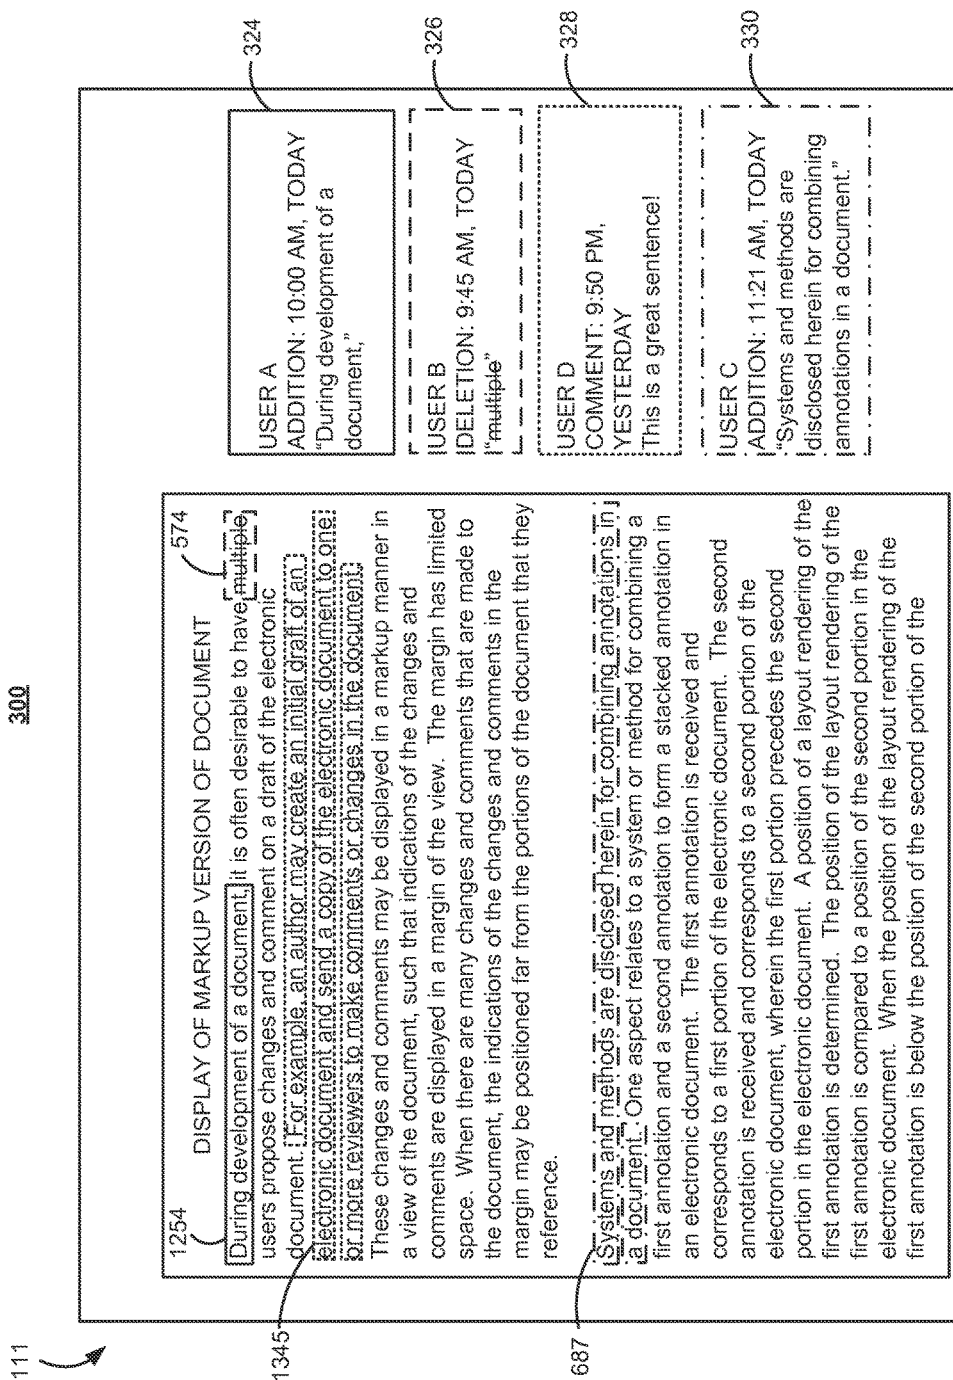 300
111
DISPLAY OF MARKUP VERSION OF DOCUMENT
1254
574
During development of a document, it is often desirable to have multiple
users propose changes and comment on a draft of the electronic
document. For example, an author may create an initial draft of an
electronic document and send a copy of the electronic document to one
or more reviewers to make comments or changes in the document.
These changes and comments may be displayed in a markup manner in
a view of the document, such that indications of the changes and
comments are displayed in a margin of the view. The margin has limited
space. When there are many changes and comments that are made to
the document, the indications of the changes and comments in the
margin may be positioned far from the portions of the document that they
reference.
1345
687
Systems and methods are disclosed herein for combining annotations in
a document. One aspect relates to a system or method for combining a
first annotation and a second annotation to form a stacked annotation in
an electronic document. The first annotation is received and
corresponds to a first portion of the electronic document. The second
annotation is received and corresponds to a second portion of the
electronic document, wherein the first portion precedes the second
portion in the electronic document. A position of a layout rendering of the
first annotation is determined. The position of the layout rendering of the
first annotation is compared to a position of the second portion in the
electronic document. When the position of the layout rendering of the
first annotation is below the position of the second portion of the
USER A
ADDITION: 10:00 AM, TODAY
“During development of a
document,”
324
USER B
DELETION: 9:45 AM, TODAY
“multiple”
326
USER D
COMMENT: 9:50 PM,
YESTERDAY
This is a great sentence!
328
USER C
ADDITION: 11:21 AM, TODAY
“Systems and methods are
disclosed herein for combining
annotations in a document.”
330